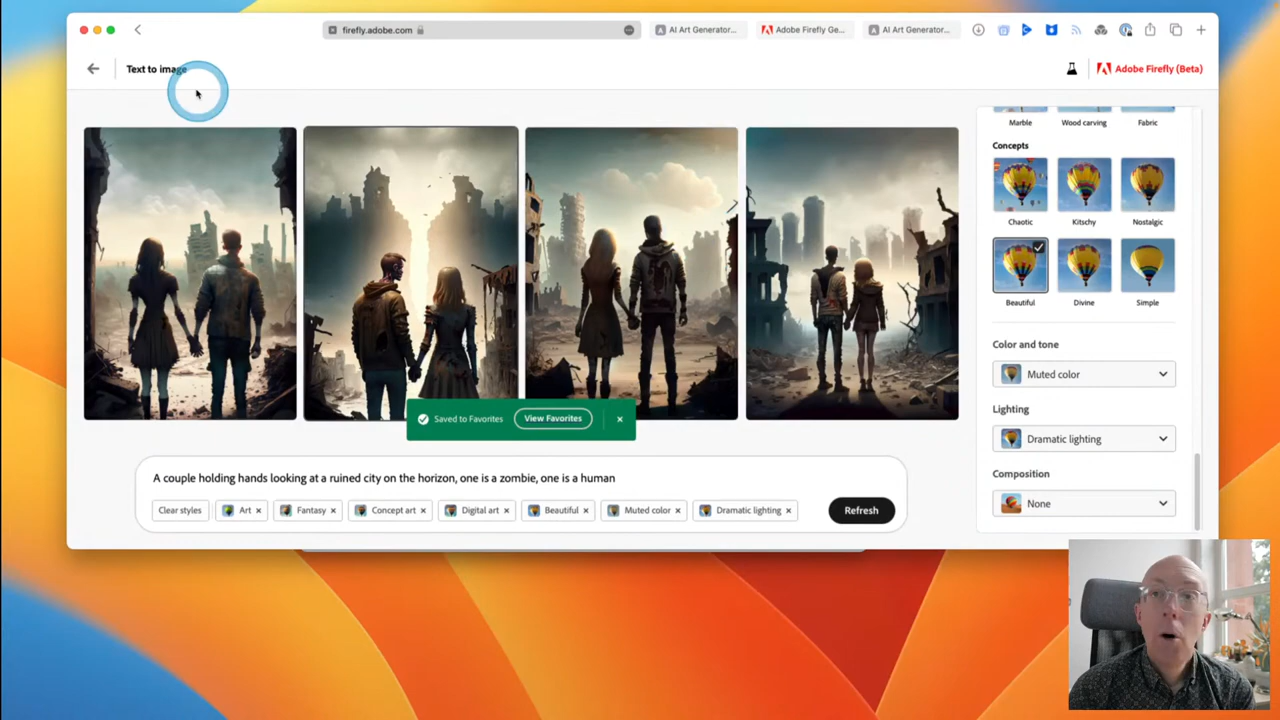 firefly.adobe.com
AI Art Generator...
Adobe Firefly Ge...
AI Art Generator...
Text to image
Adobe Firefly (Beta)
Marble
Wood carving
Fabric
Concepts
Chaotic
Kitschy
Nostalgic
Beautiful
Divine
Simple
Color and tone
Muted color
Lighting
Dramatic lighting
Composition
None
Saved to Favorites
View Favorites
A couple holding hands looking at a ruined city on the horizon, one is a zombie, one is a human
Clear styles
Art
Fantasy
Concept art
Digital art
Beautiful
Muted color
Dramatic lighting
Refresh